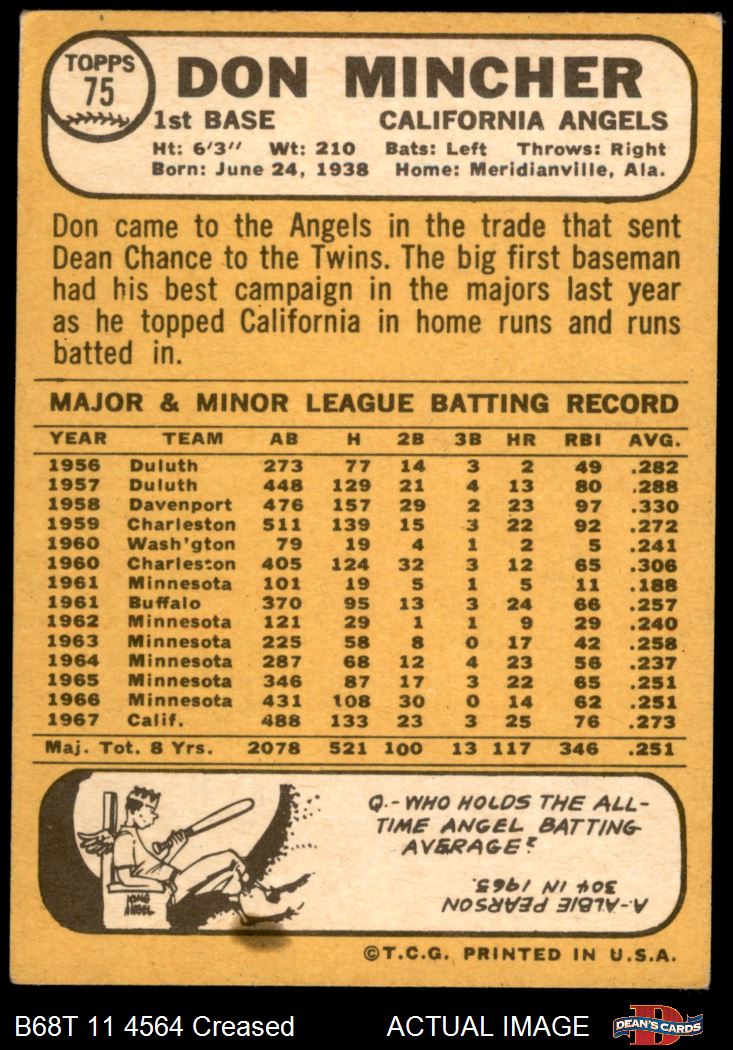 TOPPS
75
DON MINCHER
1st BASE CALIFORNIA ANGELS
Ht: 6'3" Wt: 210 Bats: Left Throws: Right
Born: June 24, 1938 Home: Meridianville, Ala.
Don came to the Angels in the trade that sent
Dean Chance to the Twins. The big first baseman
had his best campaign in the majors last year
as he topped California in home runs and runs
batted in.
MAJOR & MINOR LEAGUE BATTING RECORD
YEAR TEAM AB H 2B 3B HR RBI AVG.
1956 Duluth 273 77 14 3 2 49 .282
1957 Duluth 448 129 21 4 13 80 .288
1958 Davenport 476 157 29 2 23 97 .330
1959 Charleston 511 139 15 3 22 92 .272
1960 Wash'gton 79 19 4 1 2 5 .241
1960 Charleston 405 124 32 3 12 65 .306
1961 Minnesota 101 19 5 1 5 11 .188
1961 Buffalo 370 95 13 3 24 66 .257
1962 Minnesota 121 29 1 1 9 29 .240
1963 Minnesota 225 58 8 0 17 42 .258
1964 Minnesota 287 68 12 4 23 56 .237
1965 Minnesota 346 87 17 3 22 65 .251
1966 Minnesota 431 108 30 0 14 62 .251
1967 Calif. 488 133 23 3 25 76 .273
Maj. Tot. 8 Yrs. 2078 521 100 13 117 346 .251
KING
ANGEL
Q.-WHO HOLDS THE ALL-
TIME ANGEL BATTING
AVERAGE?
A-ALBIE PEARSON
304 IN 1963.
©T.C.G. PRINTED IN U.S.A.
B68T 11 4564 Creased ACTUAL IMAGE
D
DEAN'S CARDS